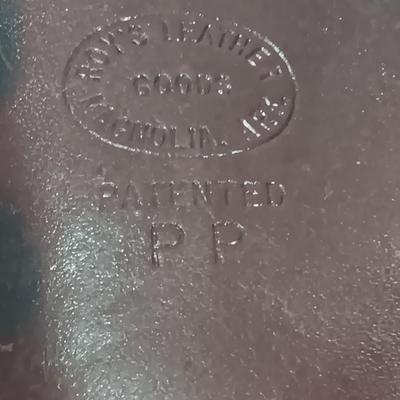 ROY'S LEATHER
GOODS
MAGNOLIA, ARK.
PATENTED
P P